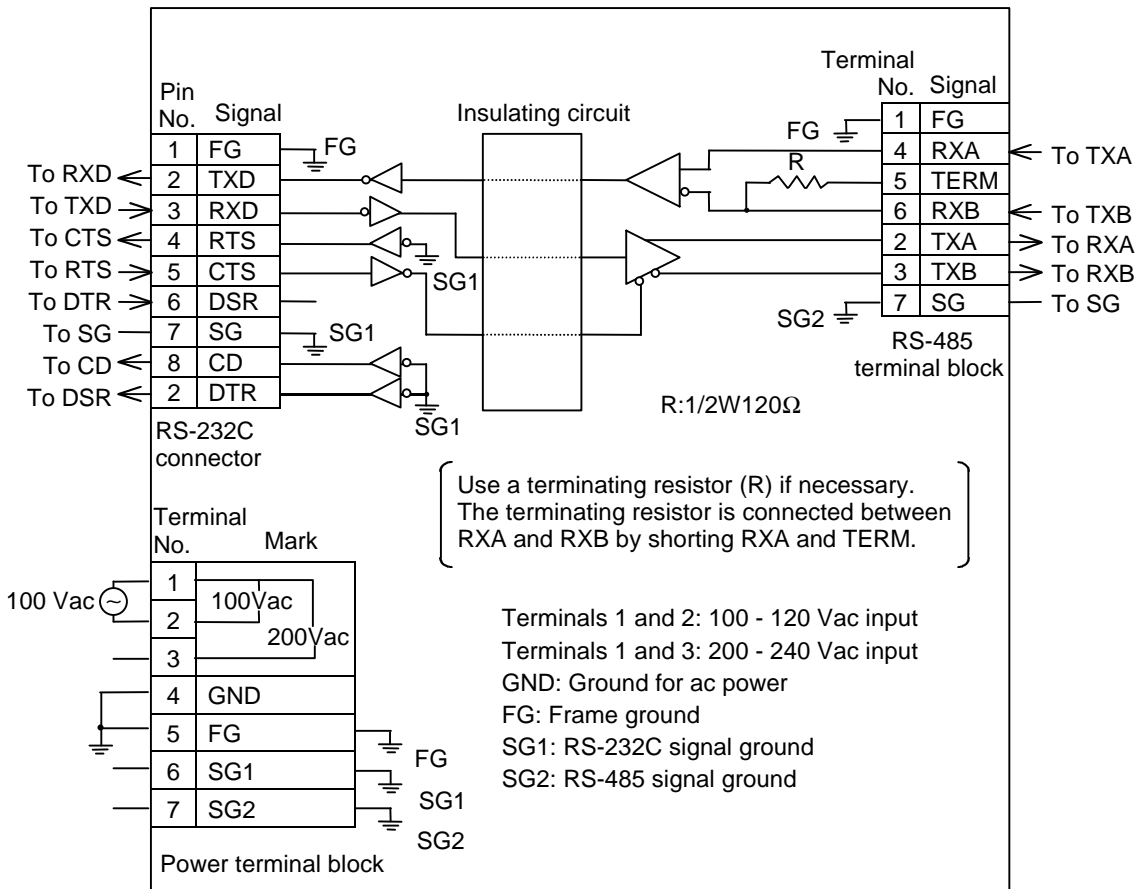 Pin
No. Signal
1 FG
FG
To RXD 2 TXD
To TXD 3 RXD
To CTS 4 RTS
SG1
To RTS 5 CTS
To DTR 6 DSR
To SG 7 SG
SG1
To CD 8 CD
To DSR 2 DTR
SG1
RS-232C
connector
Insulating circuit
Terminal
No. Signal
FG
1 FG
4 RXA To TXA
R
5 TERM
6 RXB To TXB
2 TXA To RXA
3 TXB To RXB
SG2
7 SG To SG
RS-485
terminal block
R:1/2W120Ω
Use a terminating resistor (R) if necessary.
The terminating resistor is connected between
RXA and RXB by shorting RXA and TERM.
Terminal
No. Mark
100 Vac ~
1
100Vac
2
200Vac
3
4 GND
5 FG
FG
6 SG1
SG1
7 SG2
SG2
Power terminal block
Terminals 1 and 2: 100 - 120 Vac input
Terminals 1 and 3: 200 - 240 Vac input
GND: Ground for ac power
FG: Frame ground
SG1: RS-232C signal ground
SG2: RS-485 signal ground